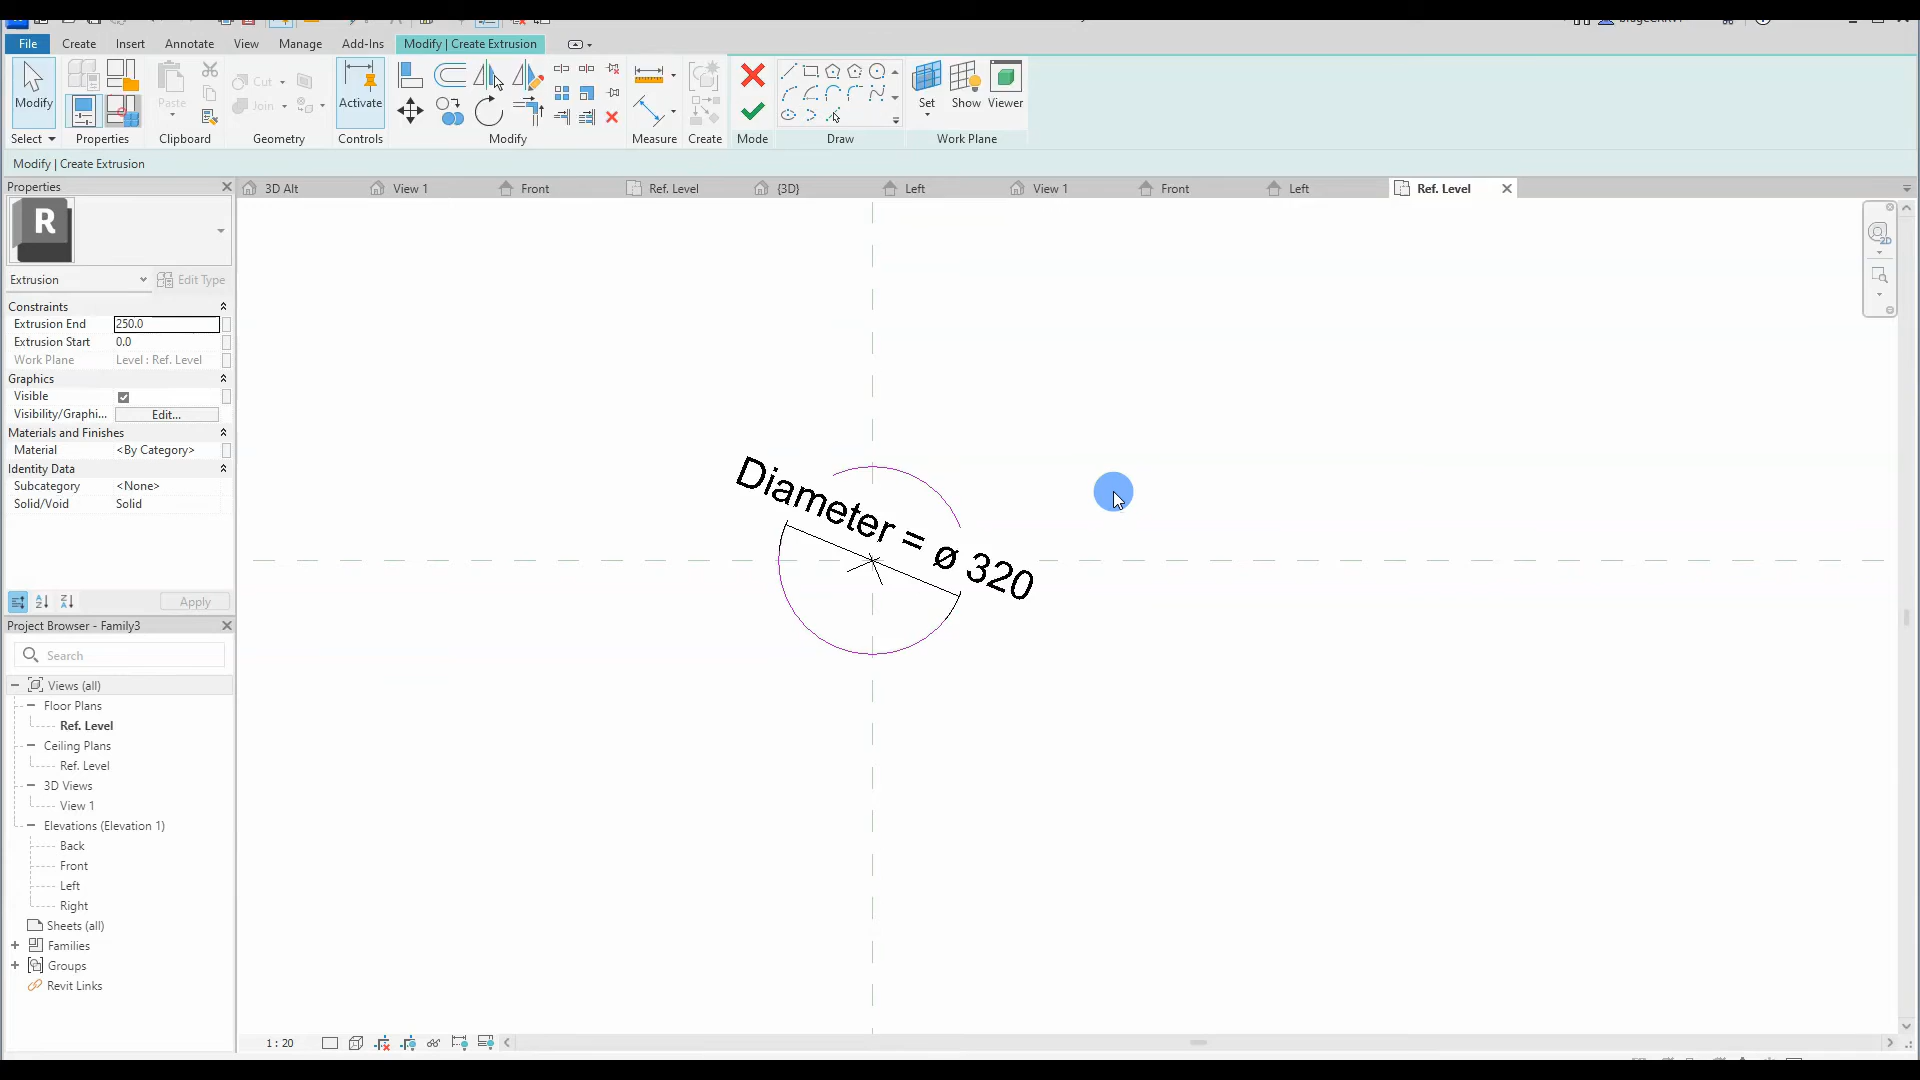 File Create Insert Annotate View Manage Add-Ins Modify | Create Extrusion
Modify Paste Cut Join Activate Set Show Viewer
Select Properties Clipboard Geometry Controls Modify Measure Create Mode Draw Work Plane
Modify | Create Extrusion
Properties
3D Alt View 1 Front Ref. Level {3D} Left View 1 Front Left Ref. Level
R
2D
Extrusion Edit Type
Constraints
Extrusion End 250.0
Extrusion Start 0.0
Work Plane Level : Ref. Level
Graphics
Visible
Visibility/Graphi... Edit...
Materials and Finishes
Material <By Category>
Identity Data
Subcategory <None>
Solid/Void Solid
Diameter = ø 320
Apply
Project Browser - Family3
Search
Views (all)
Floor Plans
Ref. Level
Ceiling Plans
Ref. Level
3D Views
View 1
Elevations (Elevation 1)
Back
Front
Left
Right
Sheets (all)
Families
Groups
Revit Links
1 : 20